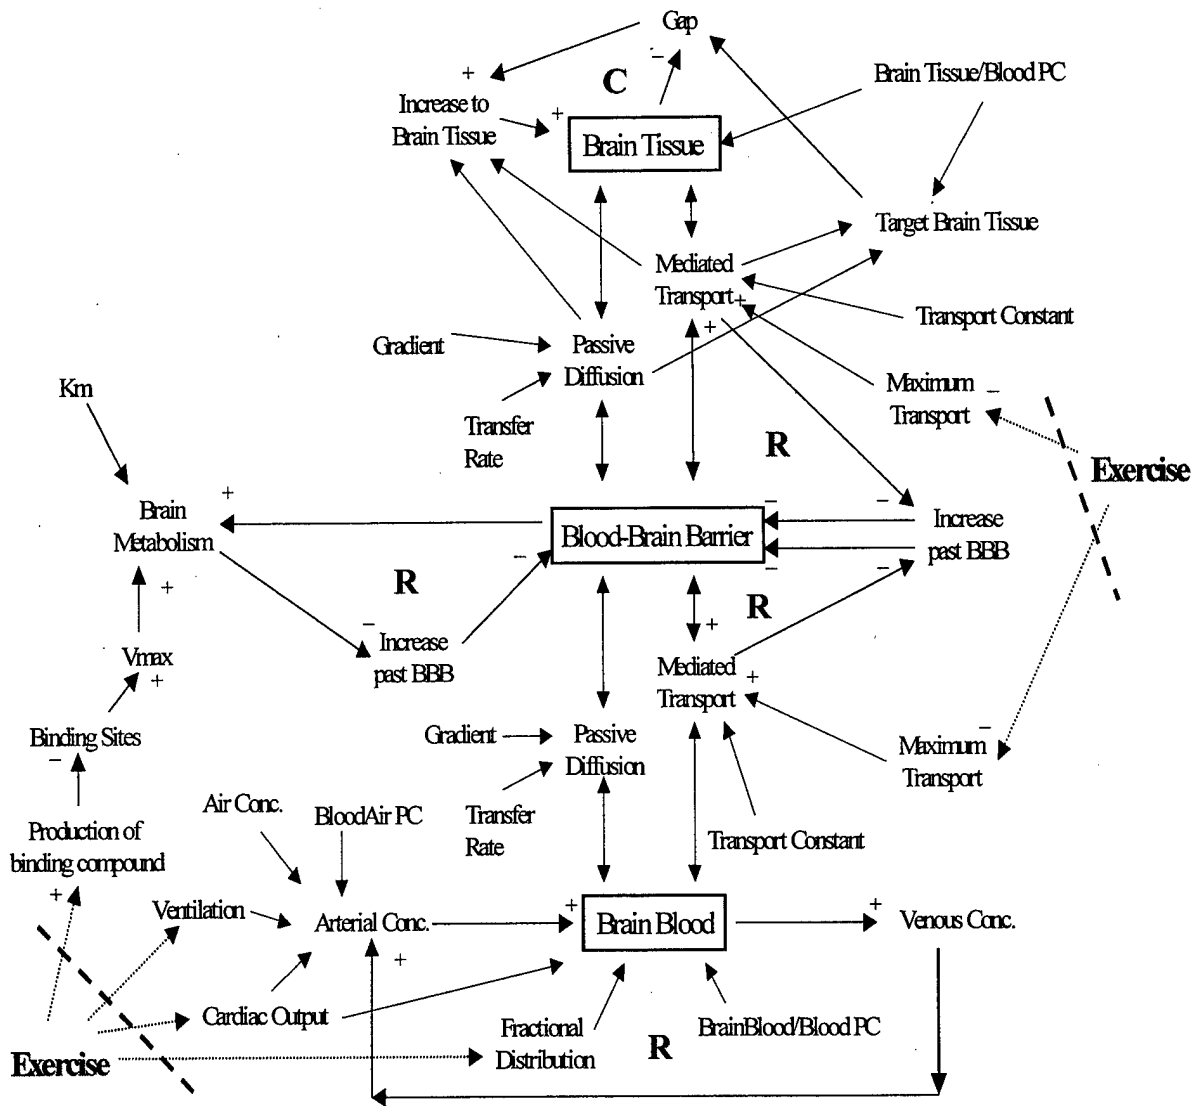 Gap
−
+
C
Brain Tissue/Blood PC
Increase to
Brain Tissue
+
Brain Tissue
Target Brain Tissue
Mediated
Transport
+
+
Transport Constant
Gradient
Passive
Diffusion
Maximum
Transport
−
Km
Transfer
Rate
R
Exercise
+
Brain
Metabolism
Blood-Brain Barrier
−
−
−
−
Increase
past BBB
−
−
+
R
R
+
−
Increase
past BBB
Vmax
+
Mediated
Transport
+
Binding Sites
−
Gradient
Passive
Diffusion
−
Maximum
Transport
Air Conc.
BloodAir PC
Transfer
Rate
Transport Constant
Production of
binding compound
+
Ventilation
Arterial Conc.
+
+
Brain Blood
+
Venous Conc.
Cardiac Output
Fractional
Distribution
BrainBlood/Blood PC
R
Exercise